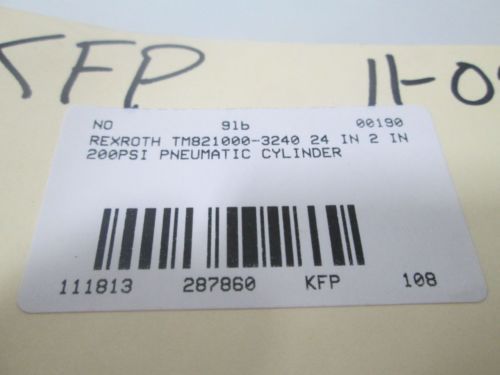 KFP 11-0
NO 9lb 00190
REXROTH TM821000-3240 24 IN 2 IN
200PSI PNEUMATIC CYLINDER
111813 287860 KFP 108